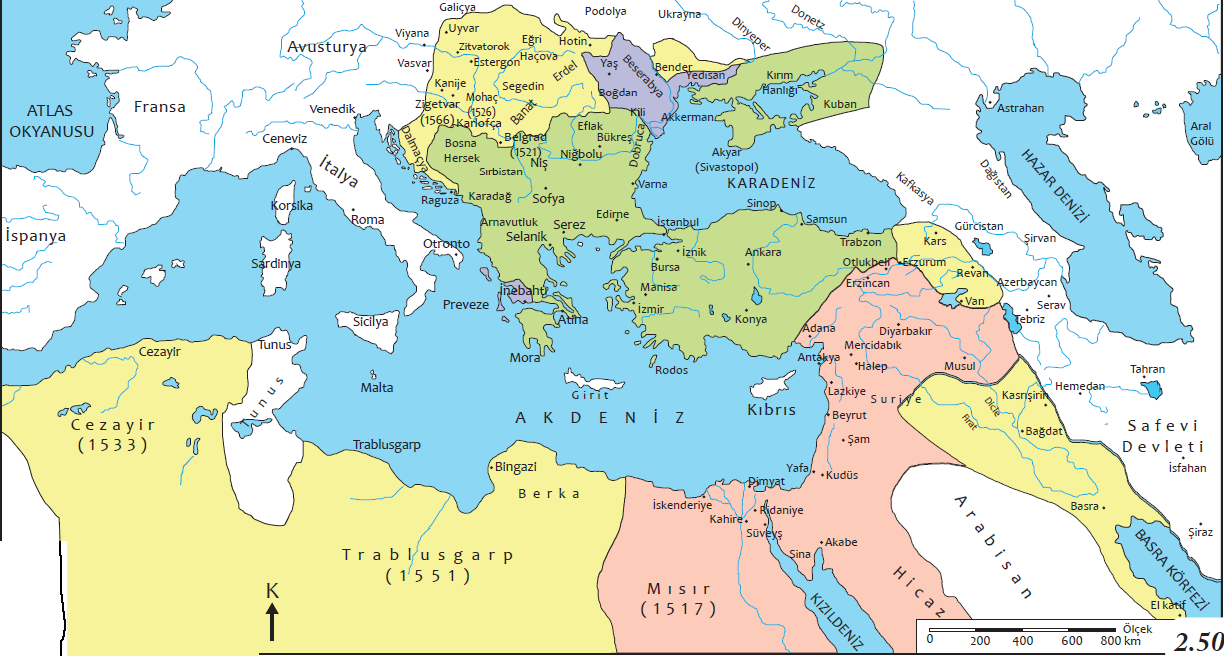 Galiçya
Podolya
Ukrayna
Donetz
Dinyeper
Viyana
Uyvar
Eğri
Hotin
Avusturya
Zitvatorok
Vasvar
Estergon
Haçova
Erdel
Yaş
Beserabya
Bender
Yedisan
Kırım
Hanlığı
Kuban
Astrahan
Aral
Gölü
ATLAS
OKYANUSU
Fransa
Kanije
Segedin
Boğdan
Zigetvar
(1566)
Mohaç
(1526)
Banat
Kili
Akkerman
Venedik
Kanlofça
Eflak
Dalmaçya
Belgrad
(1521)
Bükreş
Dobruca
Ceneviz
Bosna
Hersek
Niş
Niğbolu
Akyar
(Sivastopol)
Dağıstan
HAZAR DENİZİ
İtalya
Sırbistan
Varna
KARADENİZ
Kafkasya
Korsika
Raguza
Karadağ
Sofya
Roma
Arnavutluk
Edirne
İstanbul
Sinop
Samsun
Gürcistan
İspanya
Selanik
Serez
Otronto
İznik
Ankara
Trabzon
Kars
Şirvan
Sardinya
Bursa
Otlukbeli
Erzurum
Revan
Azerbaycan
İnebahtı
Manisa
Erzincan
Preveze
İzmir
Van
Serav
Sicilya
Atina
Konya
Adana
Diyarbakır
Tebriz
Cezayir
Tunus
Mora
Mercidabık
Antakya
Halep
Musul
Rodos
Tahran
Malta
Girit
Kıbrıs
Lazkiye
Suriye
Dicle
Kasrışirin
Hemedan
Tunus
AKDENİZ
Beyrut
Fırat
Bağdat
Safevi
Devleti
Cezayir
(1533)
Trablusgarp
Şam
İsfahan
Bingazi
Yafa
Kudüs
Berka
Dimyat
İskenderiye
Ridaniye
Basra
Kahire
Süveyş
Arabisan
Şiraz
Trablusgarp
(1551)
Akabe
Sina
BASRA KÖRFEZİ
K
Mısır
(1517)
KIZILDENİZ
Hicaz
El katif
Ölçek
0 200 400 600 800 km
2.50